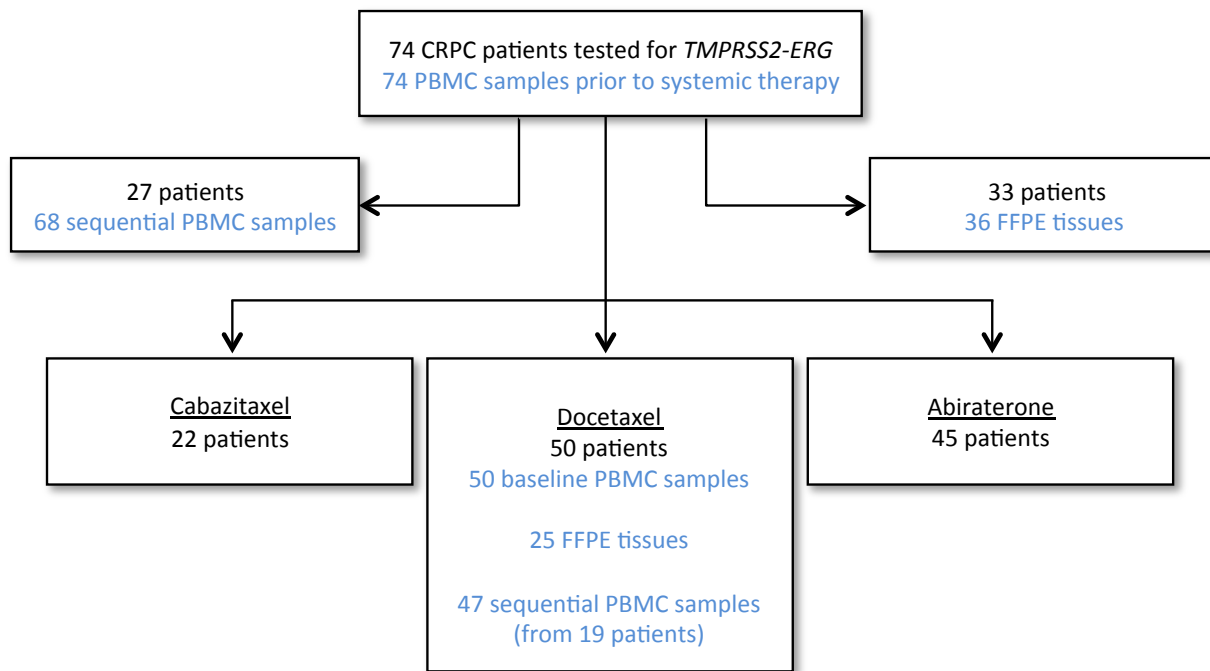 74 CRPC patients tested for TMPRSS2-ERG
74 PBMC samples prior to systemic therapy
27 patients
68 sequential PBMC samples
33 patients
36 FFPE tissues
Cabazitaxel
22 patients
Docetaxel
50 patients
50 baseline PBMC samples
25 FFPE tissues
47 sequential PBMC samples
(from 19 patients)
Abiraterone
45 patients